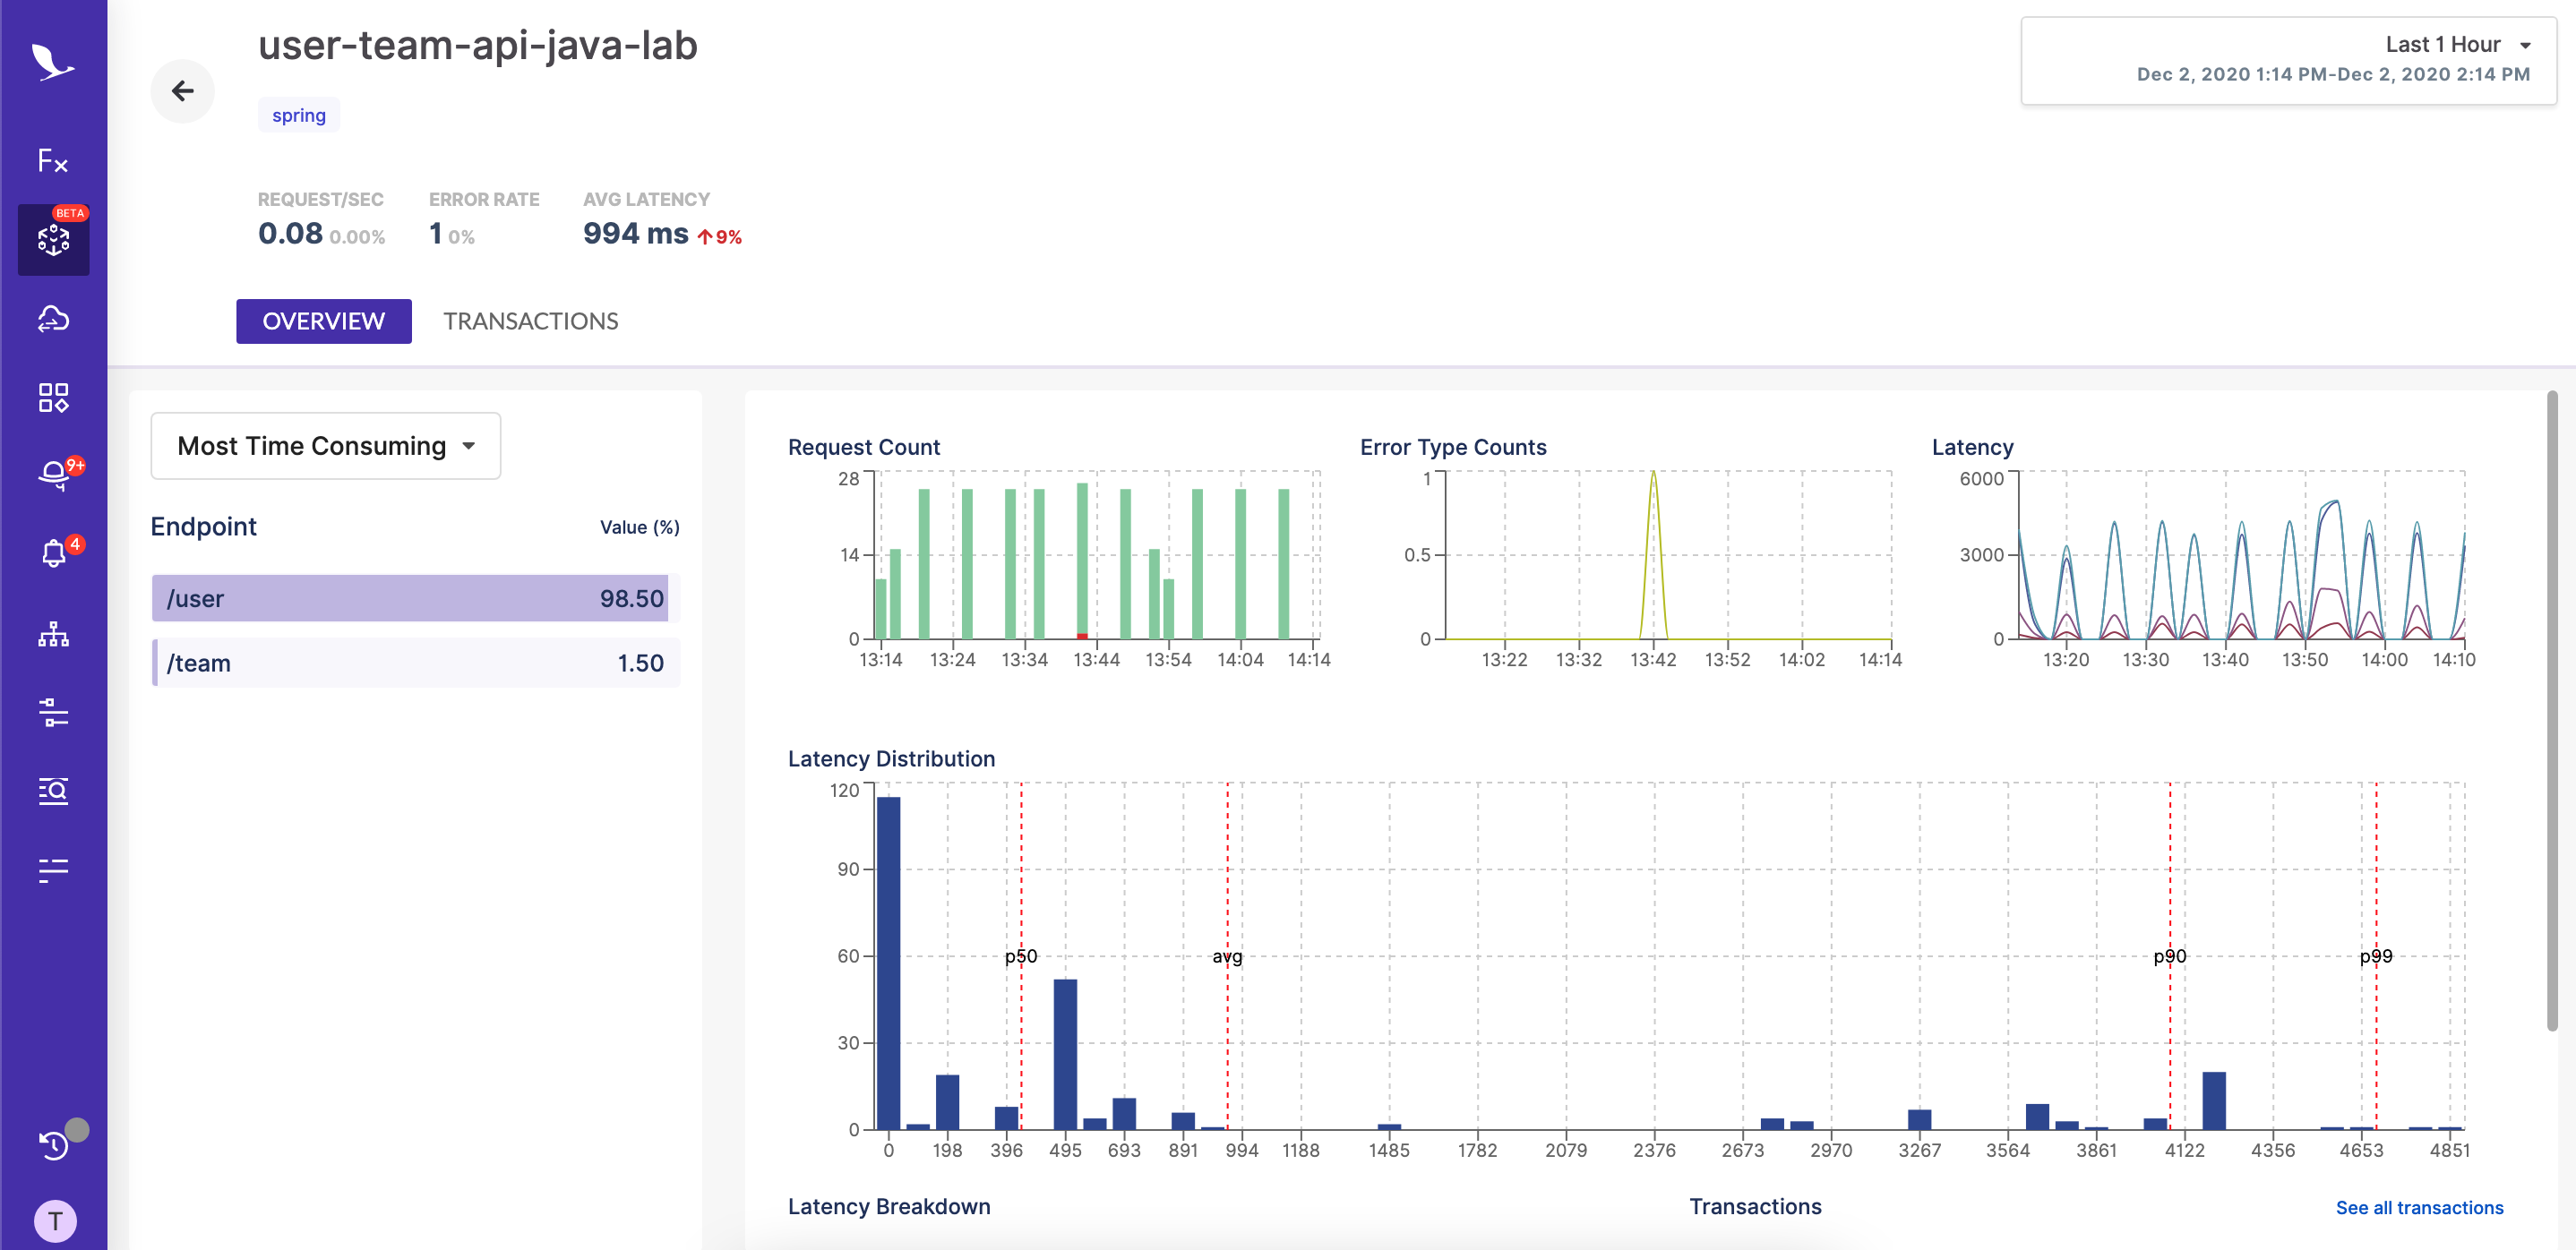 user-team-api-java-lab
spring
Last 1 Hour
Dec 2, 2020 1:14 PM-Dec 2, 2020 2:14 PM
Fx
BETA
9+
4
T
REQUEST/SEC
0.08 0.00%
ERROR RATE
1 0%
AVG LATENCY
994 ms 9%
OVERVIEW
TRANSACTIONS
Most Time Consuming
Endpoint Value (%)
/user 98.50
/team 1.50
Request Count
28
14
0
13:14 13:24 13:34 13:44 13:54 14:04 14:14
Error Type Counts
1
0.5
0
13:22 13:32 13:42 13:52 14:02 14:14
Latency
6000
3000
0
13:20 13:30 13:40 13:50 14:00 14:10
Latency Distribution
120
90
60
30
0
p50 avg p90 p99
0 198 396 495 693 891 994 1188 1485 1782 2079 2376 2673 2970 3267 3564 3861 4122 4356 4653 4851
Latency Breakdown
Transactions
See all transactions